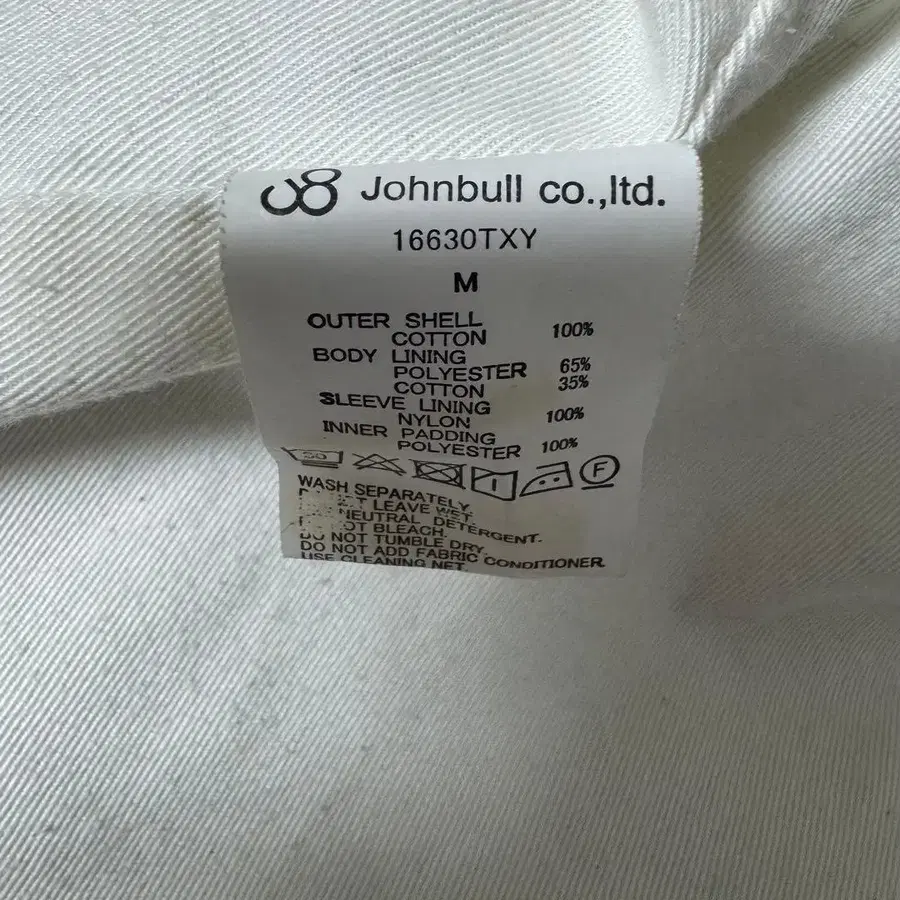 Johnbull co.,ltd.
16630TXY
M
OUTER SHELL
COTTON 100%
BODY LINING
POLYESTER 65%
COTTON 35%
SLEEVE LINING
NYLON 100%
INNER PADDING
POLYESTER 100%
F
WASH SEPARATELY.
LEAVE WET.
NEUTRAL DETERGENT.
BLEACH.
DO NOT TUMBLE DRY.
DO NOT ADD FABRIC CONDITIONER.
USE CLEANING NET.